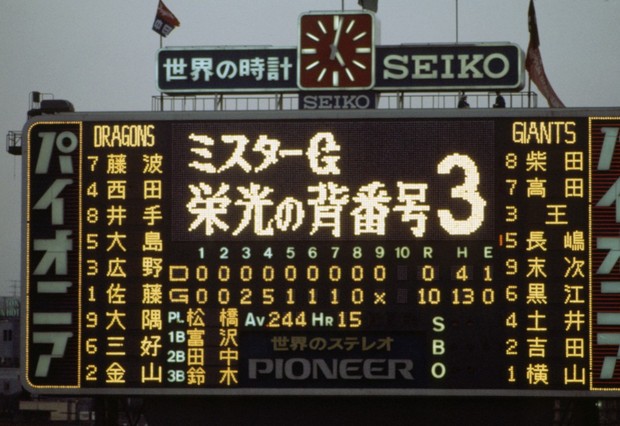 世界の時計
SEIKO
SEIKO
DRAGONS
7 藤波
4 西田
8 井手
5 大島
3 広野
1 佐藤
9 大隅
6 三好
2 金山
パイオニア
ミスターG
栄光の背番号3
1 2 3 4 5 6 7 8 9 10 R H E
D 0 0 0 0 0 0 0 0 0 0 4 1
G 0 0 2 5 1 1 1 0 x 10 13 0
PL 松橋 AV 244 HR 15
1B 富沢
2B 田中
3B 鈴木
S
B
O
世界のステレオ
PIONEER
GIANTS
8 柴田
7 高田
3 王
5 長嶋
9 末次
6 黒江
4 土井
2 吉田
1 横山